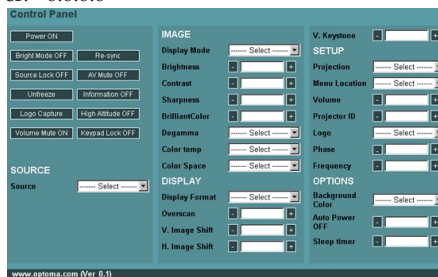 Control Panel
Power ON
Bright Mode OFF
Re-sync
Source Lock OFF
AV Mute OFF
Unfreeze
Information OFF
Logo Capture
High Altitude OFF
Volume Mute ON
Keypad Lock OFF
SOURCE
Source
------- Select -------
IMAGE
Display Mode
------- Select -------
Brightness
-
+
Contrast
-
+
Sharpness
-
+
BrilliantColor
-
+
Degamma
------- Select -------
Color temp
------- Select -------
Color Space
------- Select -------
DISPLAY
Display Format
------- Select -------
Overscan
-
+
V. Image Shift
-
+
H. Image Shift
-
+
V. Keystone
-
+
SETUP
Projection
------- Select -------
Menu Location
------- Select -------
Volume
-
+
Projector ID
-
+
Logo
------- Select -------
Phase
-
+
Frequency
-
+
OPTIONS
Background
Color
------- Select -------
Auto Power
OFF
-
+
Sleep timer
-
+
www.optoma.com (Ver 0.1)